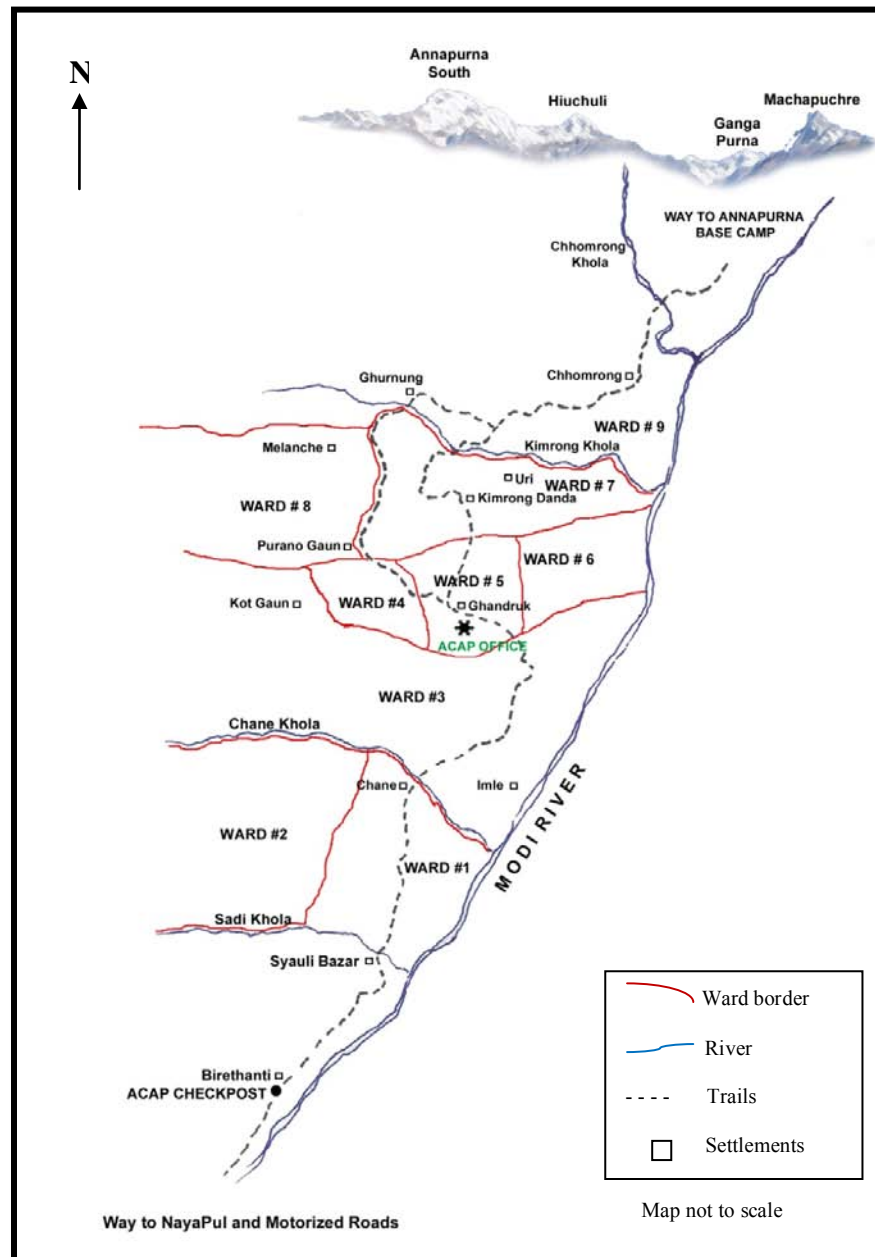 N
Annapurna
South
Hiuchuli
Machapuchre
Ganga
Purna
WAY TO ANNAPURNA
BASE CAMP
Chhomrong
Khola
Ghurnung
Chhomrong
WARD # 9
Melanche
Kimrong Khola
Uri
WARD # 7
Kimrong Danda
WARD # 8
Purano Gaun
WARD # 6
WARD # 5
Kot Gaun
WARD #4
Ghandruk
ACAP OFFICE
WARD #3
Chane Khola
Chane
Imle
MODI RIVER
WARD #2
WARD #1
Sadi Khola
Syauli Bazar
Birethanti
ACAP CHECKPOST
Way to NayaPul and Motorized Roads
Ward border
River
Trails
Settlements
Map not to scale